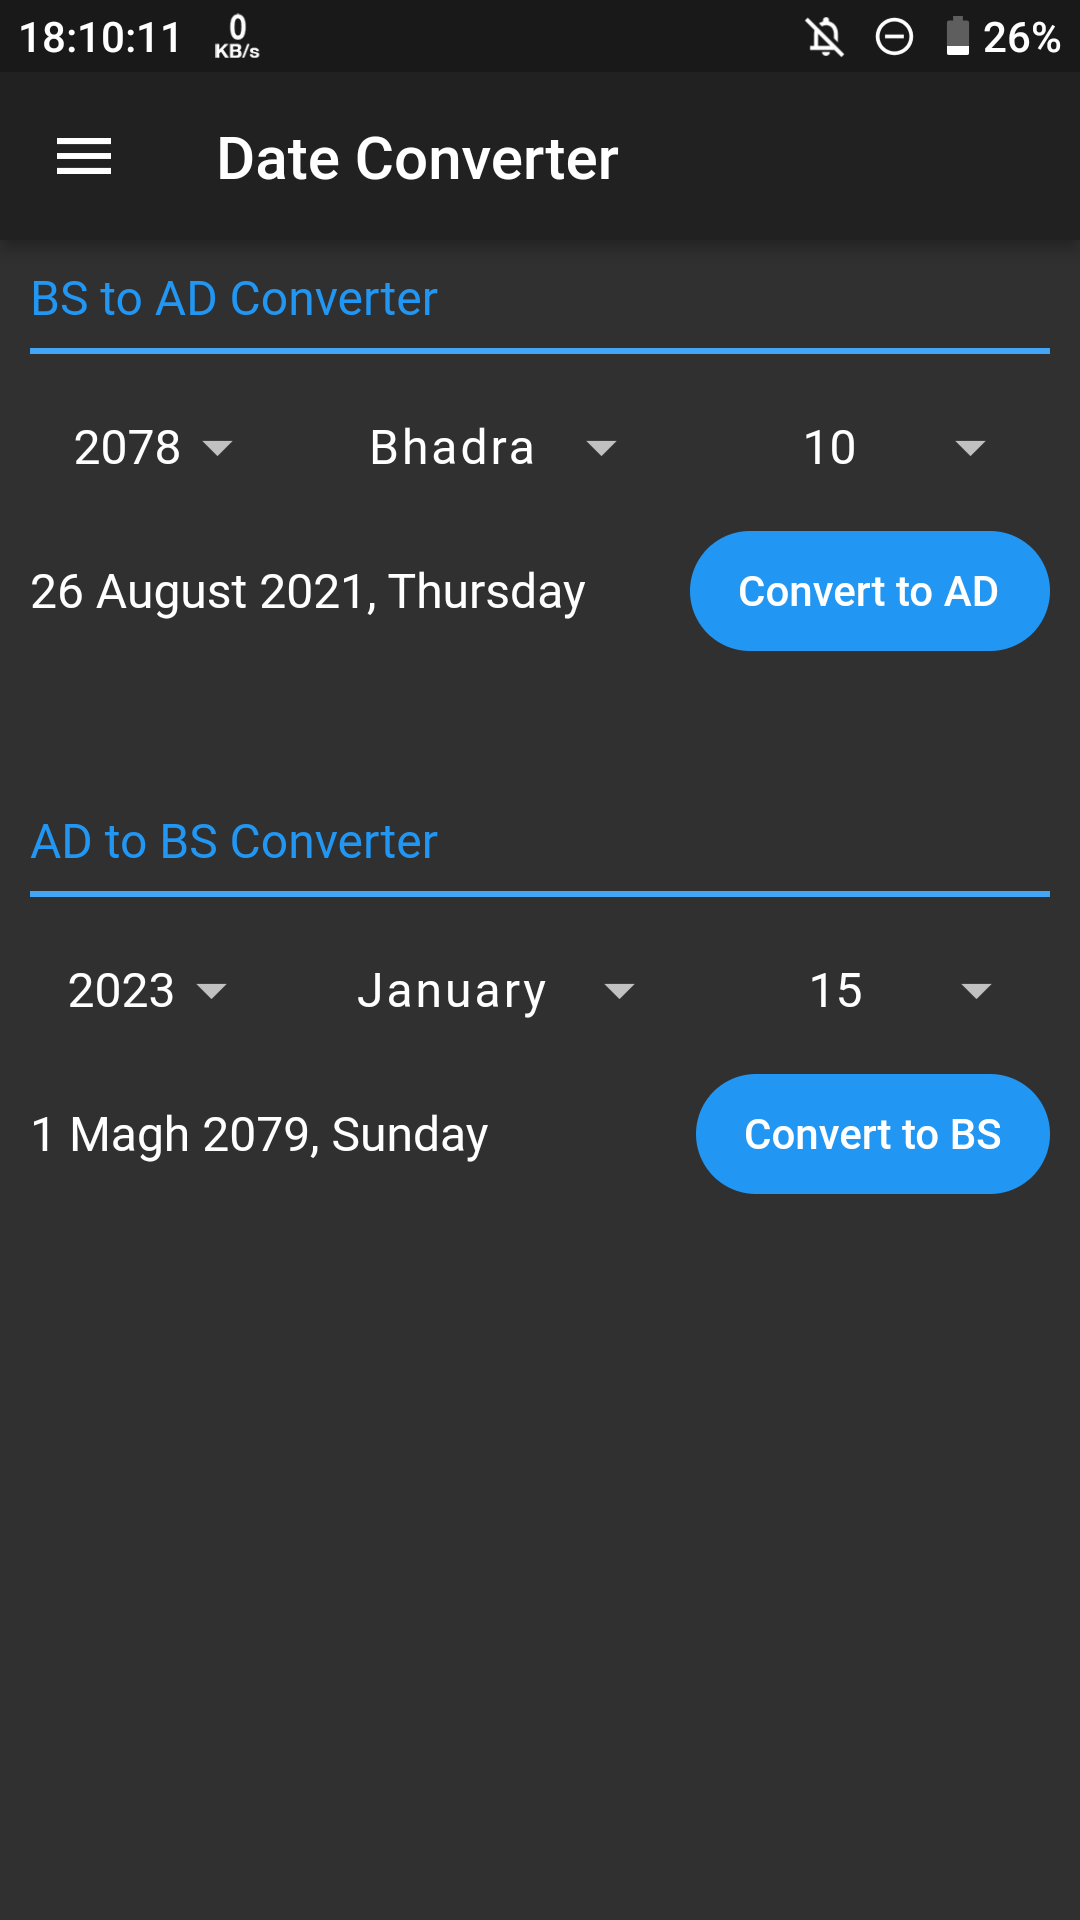 18:10:11 0 KB/s 26%
Date Converter
BS to AD Converter
2078 Bhadra 10
26 August 2021, Thursday Convert to AD
AD to BS Converter
2023 January 15
1 Magh 2079, Sunday Convert to BS